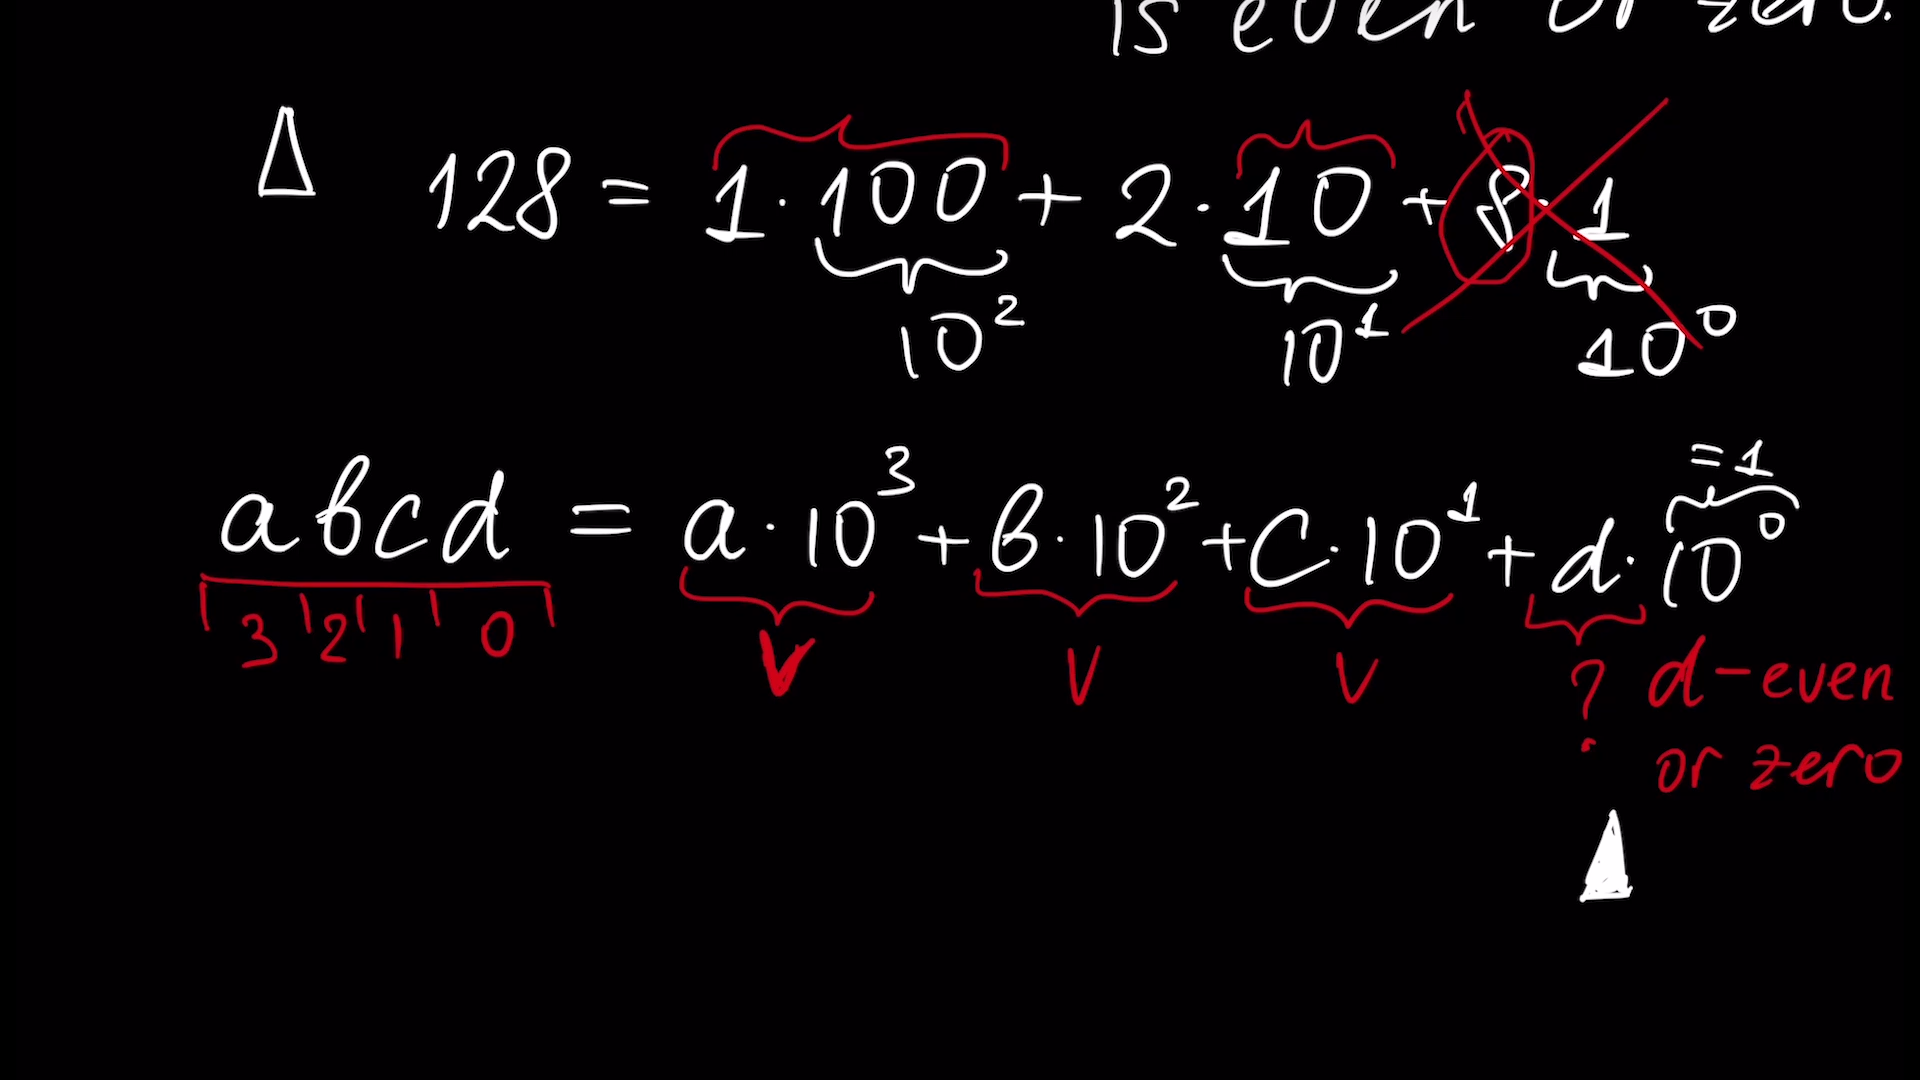 is even or zero.
Δ 128 = 1·100 + 2·10 + 8·1
10² 10¹ 10⁰
= 1
abcd = a·10³ + b·10² + c·10¹ + d·10⁰
3 2 1 0 V V V ? d-even
or zero